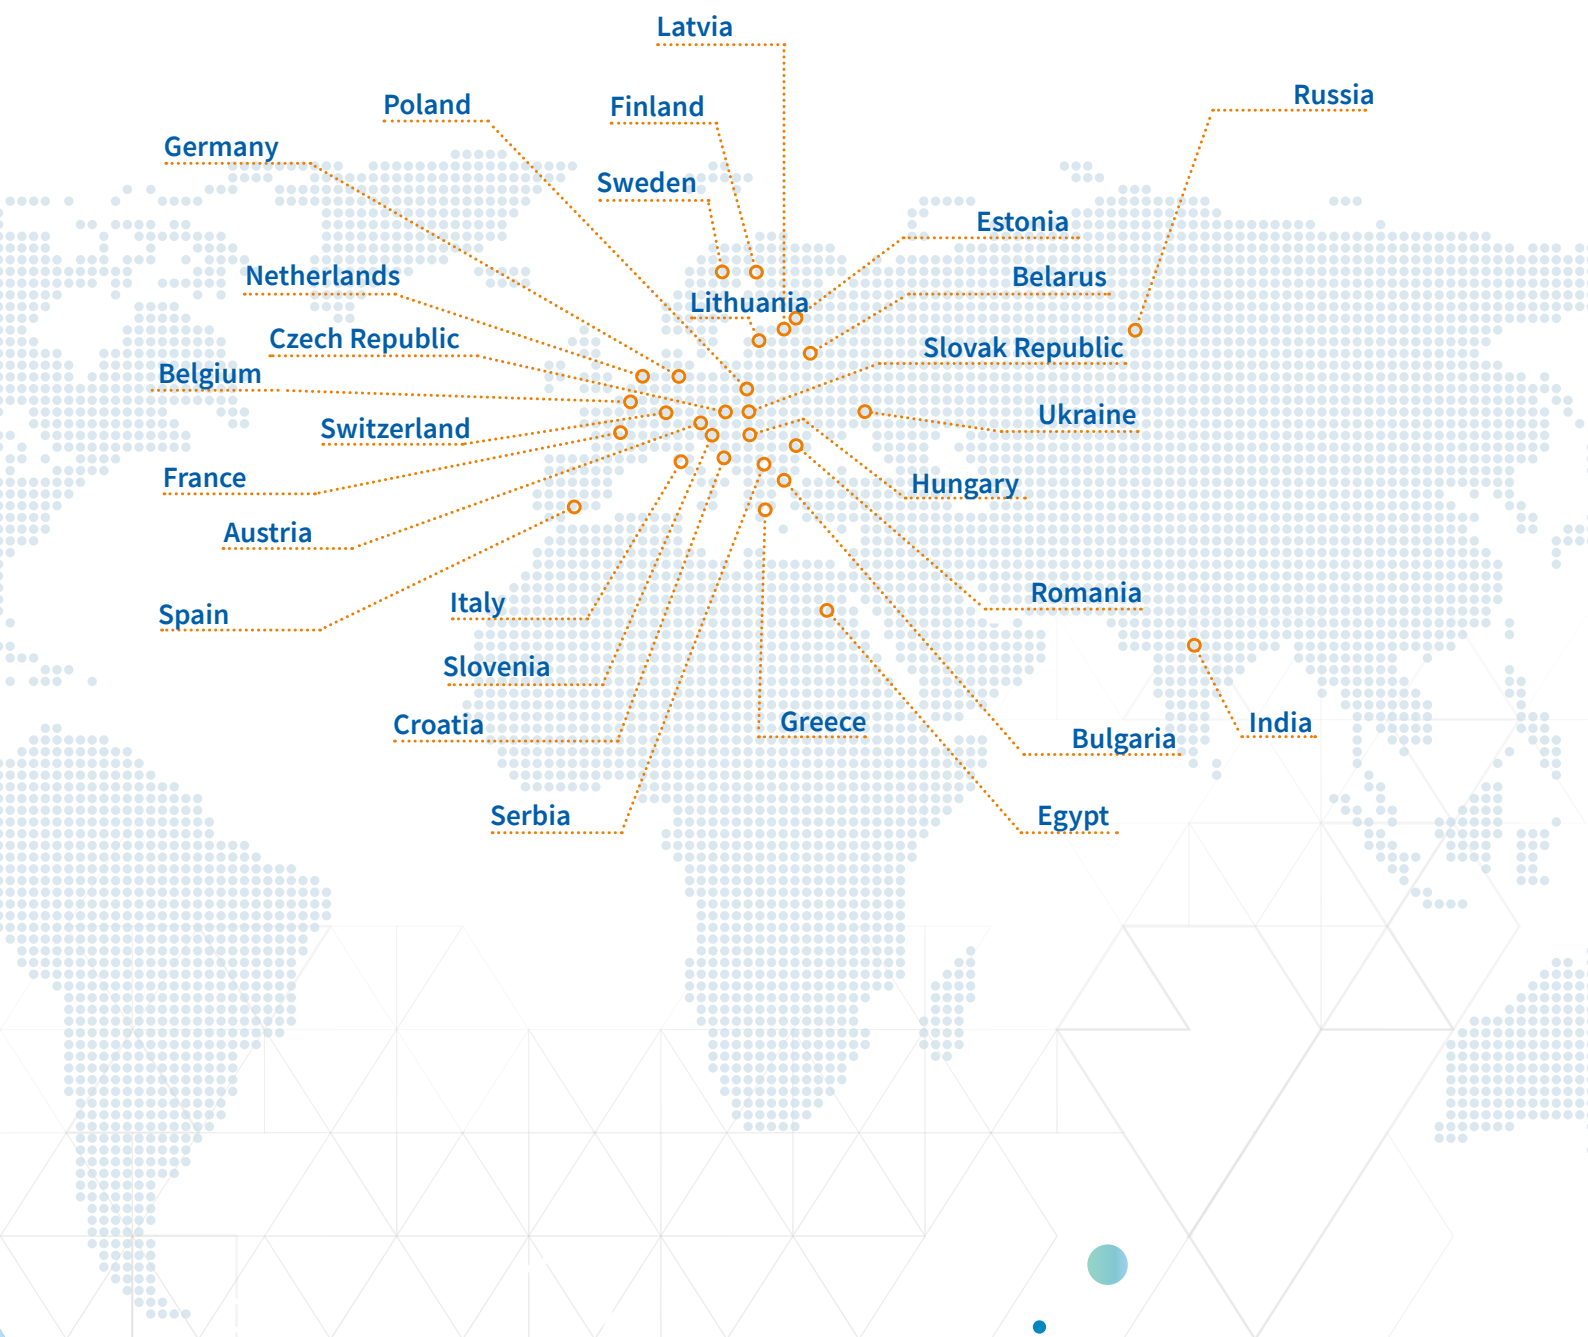 Latvia
Russia
Poland
Finland
Germany
Sweden
Estonia
Netherlands
Belarus
Lithuania
Czech Republic
Slovak Republic
Belgium
Ukraine
Switzerland
France
Hungary
Austria
Romania
Italy
Spain
Slovenia
Greece
India
Croatia
Bulgaria
Serbia
Egypt